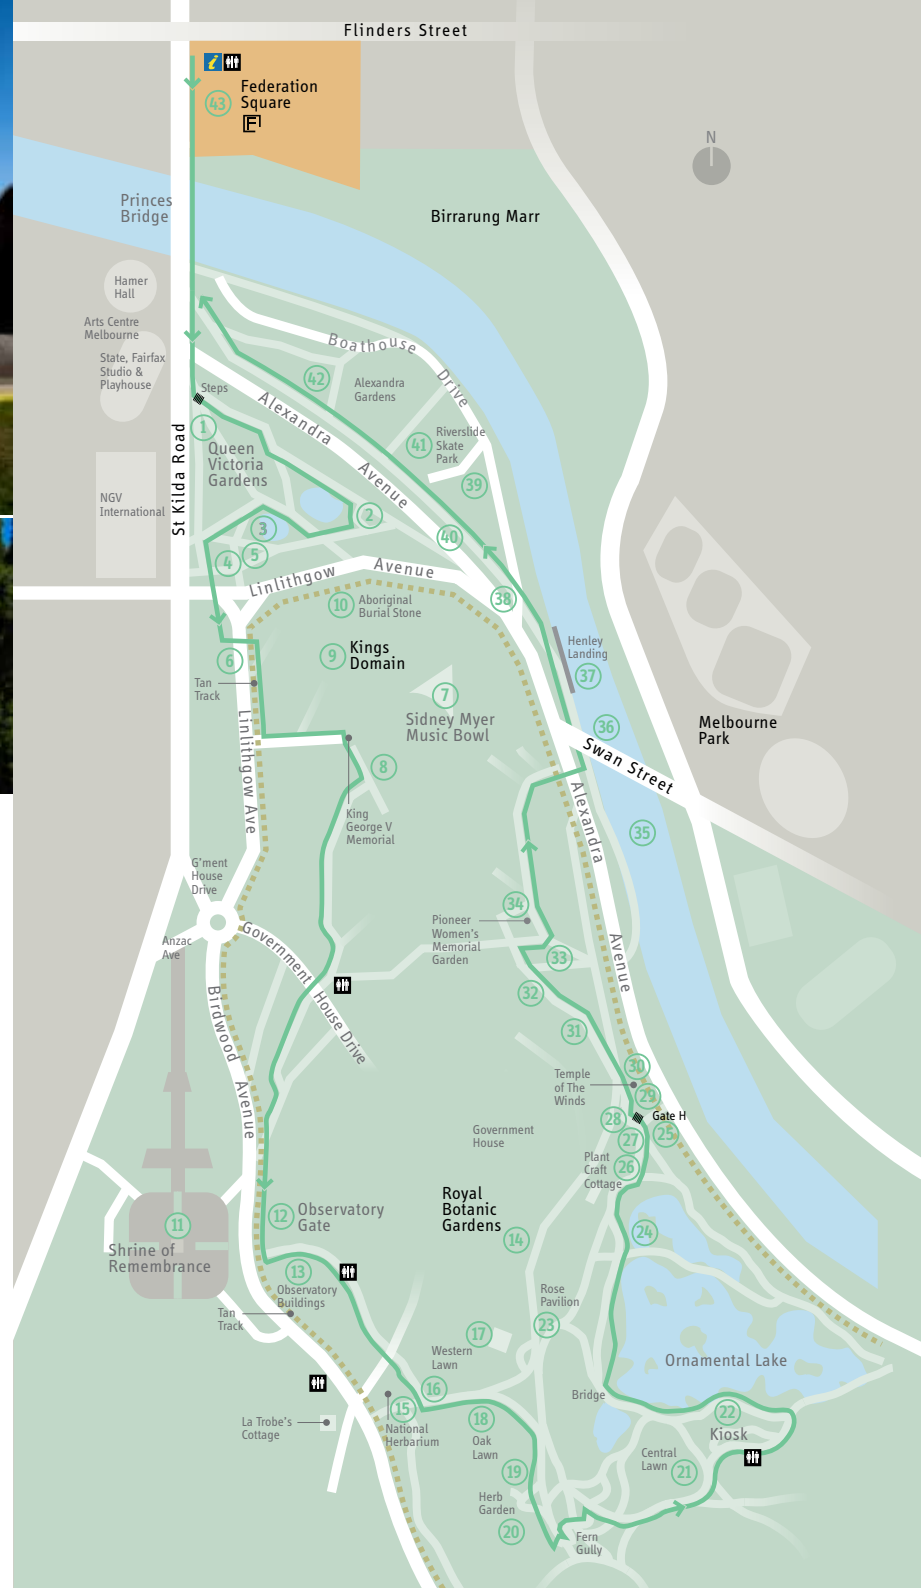 Flinders Street
i
Federation
Square
43
F
N
Princes
Bridge
Birrarung Marr
Hamer
Hall
Arts Centre
Melbourne
State, Fairfax
Studio &
Playhouse
Boathouse
Drive
42
Alexandra
Gardens
Steps
Alexandra
Avenue
1
Queen
Victoria
Gardens
St Kilda Road
41
Riverslide
Skate
Park
39
NGV
International
2
3
40
4
5
Linlithgow
Avenue
38
10
Aboriginal
Burial Stone
9
Kings
Domain
Henley
Landing
37
6
Tan
Track
7
Sidney Myer
Music Bowl
36
Melbourne
Park
Swan Street
Linlithgow Ave
8
King
George V
Memorial
Alexandra
Avenue
35
G'ment
House
Drive
34
Pioneer
Women's
Memorial
Garden
Anzac
Ave
Government
House Drive
33
32
Birdwood
Avenue
31
30
Temple
of The
Winds
29
28
Gate H
25
27
Government
House
Plant
Craft
Cottage
26
Royal
Botanic
Gardens
12
Observatory
Gate
11
14
24
Shrine of
Remembrance
13
Observatory
Buildings
Rose
Pavilion
Tan
Track
23
17
Western
Lawn
Ornamental Lake
16
Bridge
15
22
18
La Trobe's
Cottage
National
Herbarium
Kiosk
Oak
Lawn
Central
Lawn
21
19
Herb
Garden
20
Fern
Gully